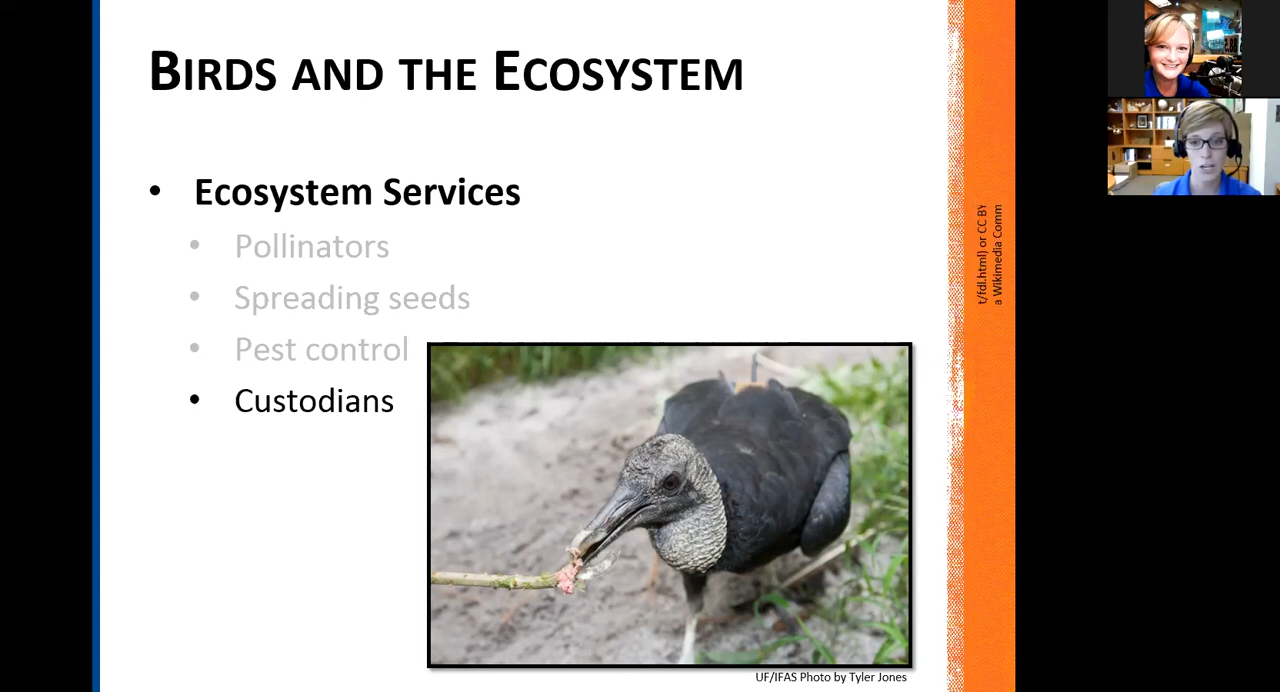 BIRDS AND THE ECOSYSTEM
• Ecosystem Services
• Pollinators
• Spreading seeds
• Pest control
• Custodians
UF/IFAS Photo by Tyler Jones
t/fdl.html) or CC BY
a Wikimedia Comm